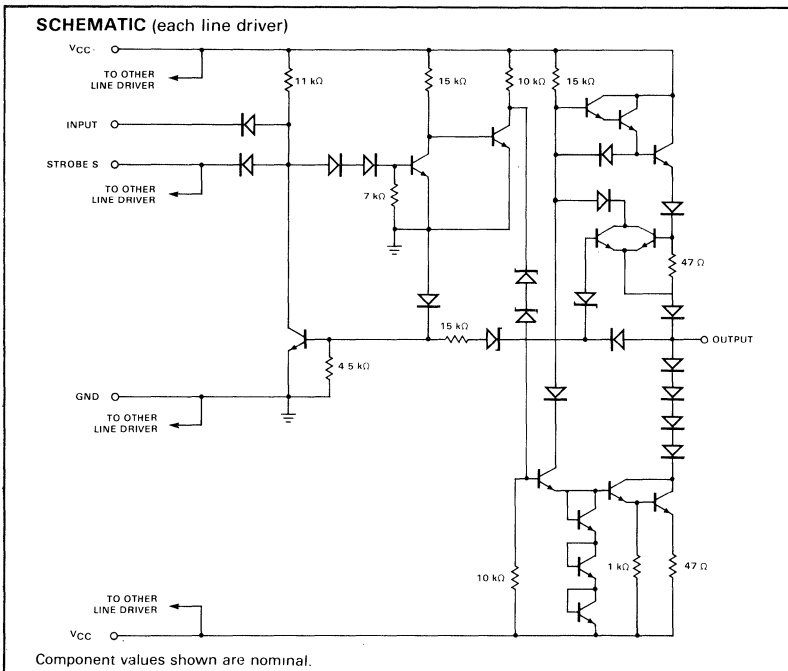 SCHEMATIC (each line driver)
VCC
TO OTHER
LINE DRIVER
11 kΩ
15 kΩ
10 kΩ
15 kΩ
INPUT
STROBE S
TO OTHER
LINE DRIVER
7 kΩ
47 Ω
15 kΩ
OUTPUT
4 5 kΩ
GND
TO OTHER
LINE DRIVER
10 kΩ
1 kΩ
47 Ω
TO OTHER
LINE DRIVER
VCC
Component values shown are nominal.